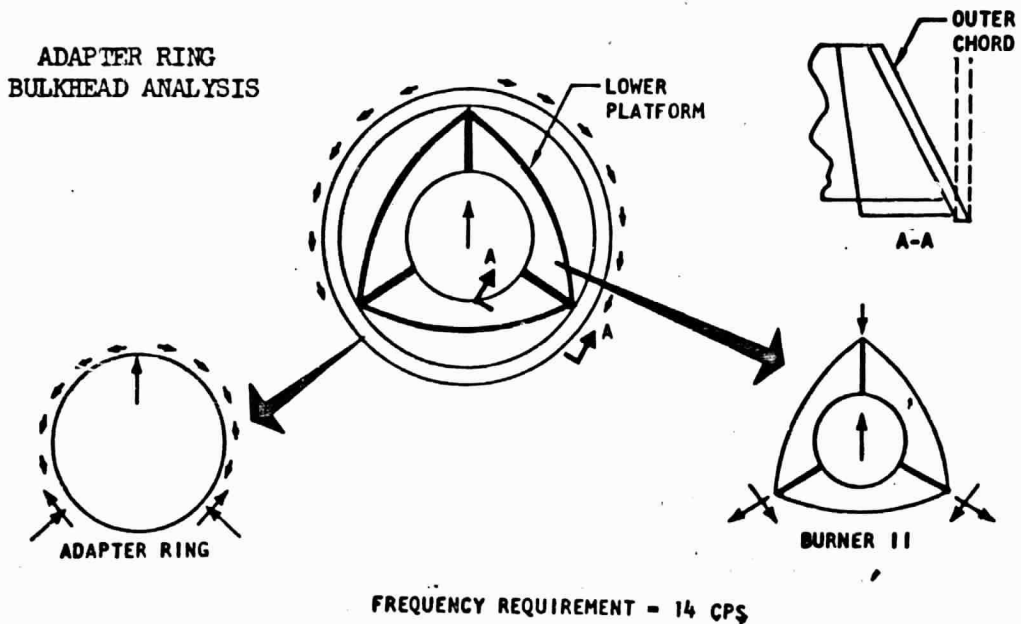 ADAPTER RING
BULKHEAD ANALYSIS
OUTER
CHORD
LOWER
PLATFORM
A-A
A
A
ADAPTER RING
BURNER II
FREQUENCY REQUIREMENT = 14 CPS